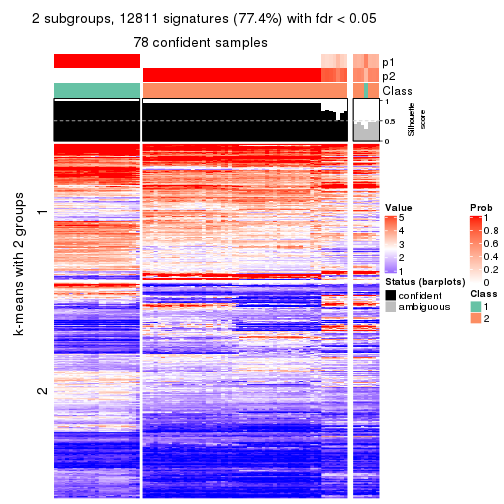 2 subgroups, 12811 signatures (77.4%) with fdr < 0.05
78 confident samples
p1
p2
Class
1
0.5
0
Silhouette
score
k-means with 2 groups
1
2
Value
5
4
3
2
1
Status (barplots)
confident
ambiguous
Prob
1
0.8
0.6
0.4
0.2
0
Class
1
2